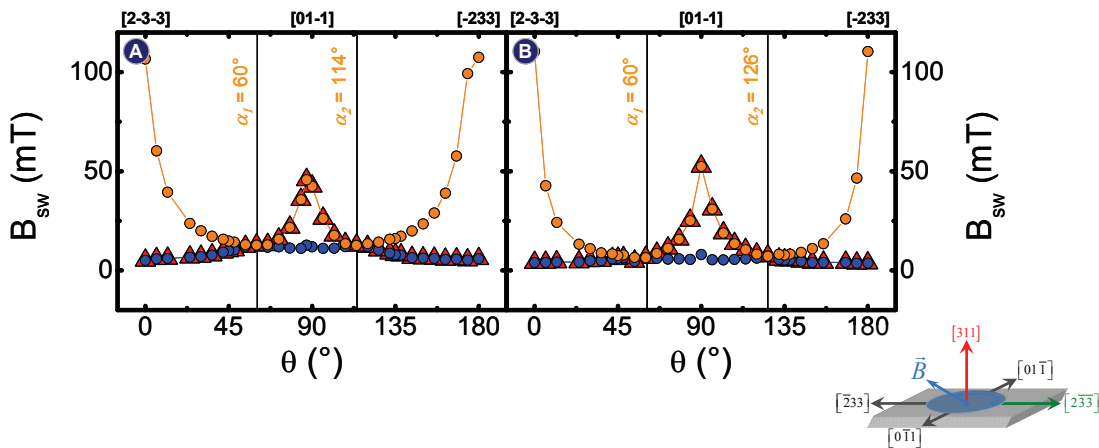 [2-3-3] [01-1] [-233] [2-3-3] [01-1] [-233]
A B
α₁ = 60° α₂ = 114° α₁ = 60° α₂ = 126°
100 100
50 50
0 0
B_sw (mT) B_sw (mT)
0 45 90 135 180 0 45 90 135 180
θ (°) θ (°)
[311]
B⃗ [011̅]
[2̅33] [23̅3̅]
[01̅1]